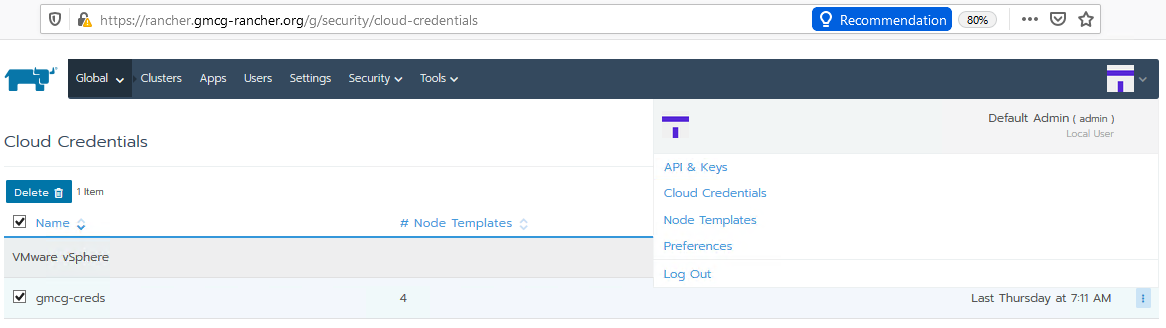 https://rancher.gmcg-rancher.org/g/security/cloud-credentials Recommendation 80%
Global Clusters Apps Users Settings Security Tools
Default Admin ( admin )
Local User
Cloud Credentials
API & Keys
Cloud Credentials
Node Templates
Preferences
Log Out
Delete 1 Item
Name # Node Templates
VMware vSphere
gmcg-creds 4 Last Thursday at 7:11 AM